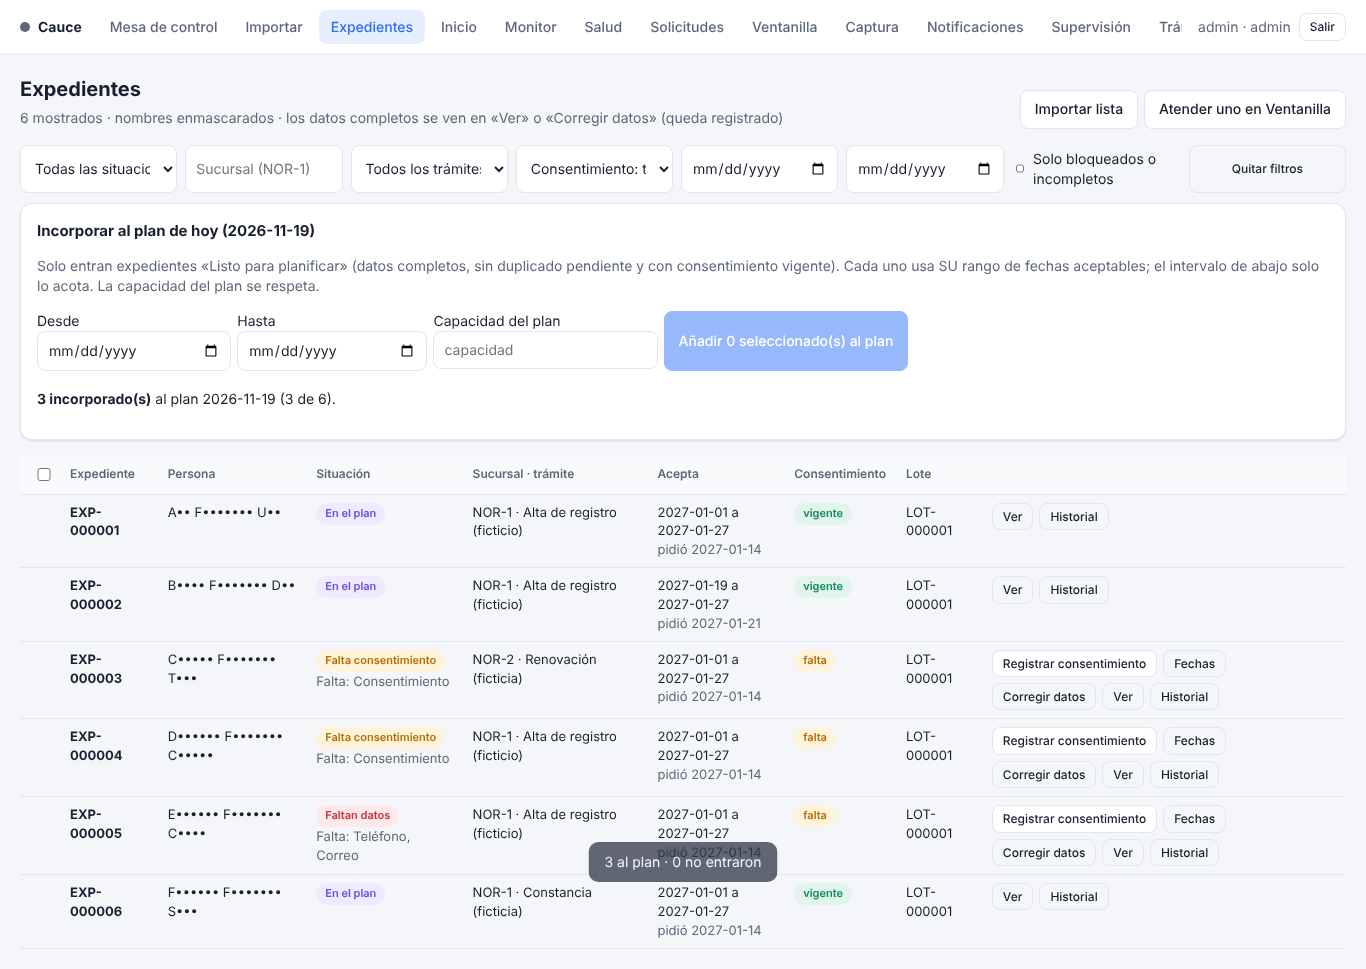 Cauce Mesa de control Importar Expedientes Inicio Monitor Salud Solicitudes Ventanilla Captura Notificaciones Supervisión Trá admin · admin Salir
Expedientes
6 mostrados · nombres enmascarados · los datos completos se ven en «Ver» o «Corregir datos» (queda registrado)
Importar lista Atender uno en Ventanilla
Todas las situacic Sucursal (NOR-1) Todos los trámite: Consentimiento: t mm/dd/yyyy mm/dd/yyyy Solo bloqueados o
incompletos
Quitar filtros
Incorporar al plan de hoy (2026-11-19)
Solo entran expedientes «Listo para planificar» (datos completos, sin duplicado pendiente y con consentimiento vigente). Cada uno usa SU rango de fechas aceptables; el intervalo de abajo solo
lo acota. La capacidad del plan se respeta.
Desde Hasta Capacidad del plan
mm/dd/yyyy mm/dd/yyyy capacidad Añadir 0 seleccionado(s) al plan
3 incorporado(s) al plan 2026-11-19 (3 de 6).
Expediente Persona Situación Sucursal · trámite Acepta Consentimiento Lote
EXP- A•• F••••••• U•• En el plan NOR-1 · Alta de registro 2027-01-01 a vigente LOT- Ver Historial
000001 (ficticio) 2027-01-27 000001
pidió 2027-01-14
EXP- B•••• F••••••• D•• En el plan NOR-1 · Alta de registro 2027-01-19 a vigente LOT- Ver Historial
000002 (ficticio) 2027-01-27 000001
pidió 2027-01-21
EXP- C••••• F••••••• Falta consentimiento NOR-2 · Renovación 2027-01-01 a falta LOT- Registrar consentimiento Fechas
000003 T••• Falta: Consentimiento (ficticia) 2027-01-27 000001
pidió 2027-01-14 Corregir datos Ver Historial
EXP- D•••••• F••••••• Falta consentimiento NOR-1 · Alta de registro 2027-01-01 a falta LOT- Registrar consentimiento Fechas
000004 C••••• Falta: Consentimiento (ficticio) 2027-01-27 000001
pidió 2027-01-14 Corregir datos Ver Historial
EXP- E•••••• F••••••• Faltan datos NOR-1 · Alta de registro 2027-01-01 a falta LOT- Registrar consentimiento Fechas
000005 C•••• Falta: Teléfono, (ficticio) 2027-01-27 000001
Correo pidió 2027-01-14 Corregir datos Ver Historial
3 al plan · 0 no entraron
EXP- F•••••• F••••••• En el plan NOR-1 · Constancia 2027-01-01 a vigente LOT- Ver Historial
000006 S••• (ficticia) 2027-01-27 000001
pidió 2027-01-14